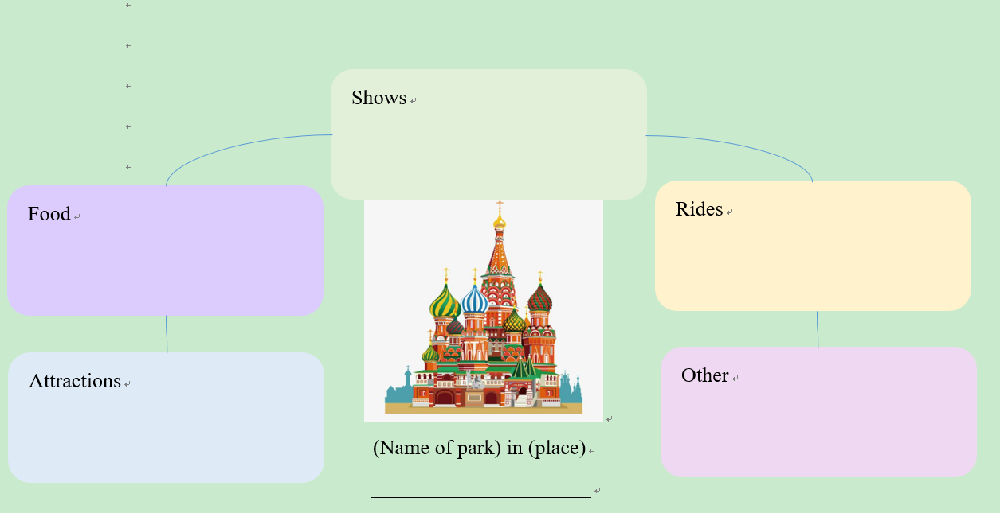 Shows
Food
Rides
Attractions
Other
(Name of park) in (place)